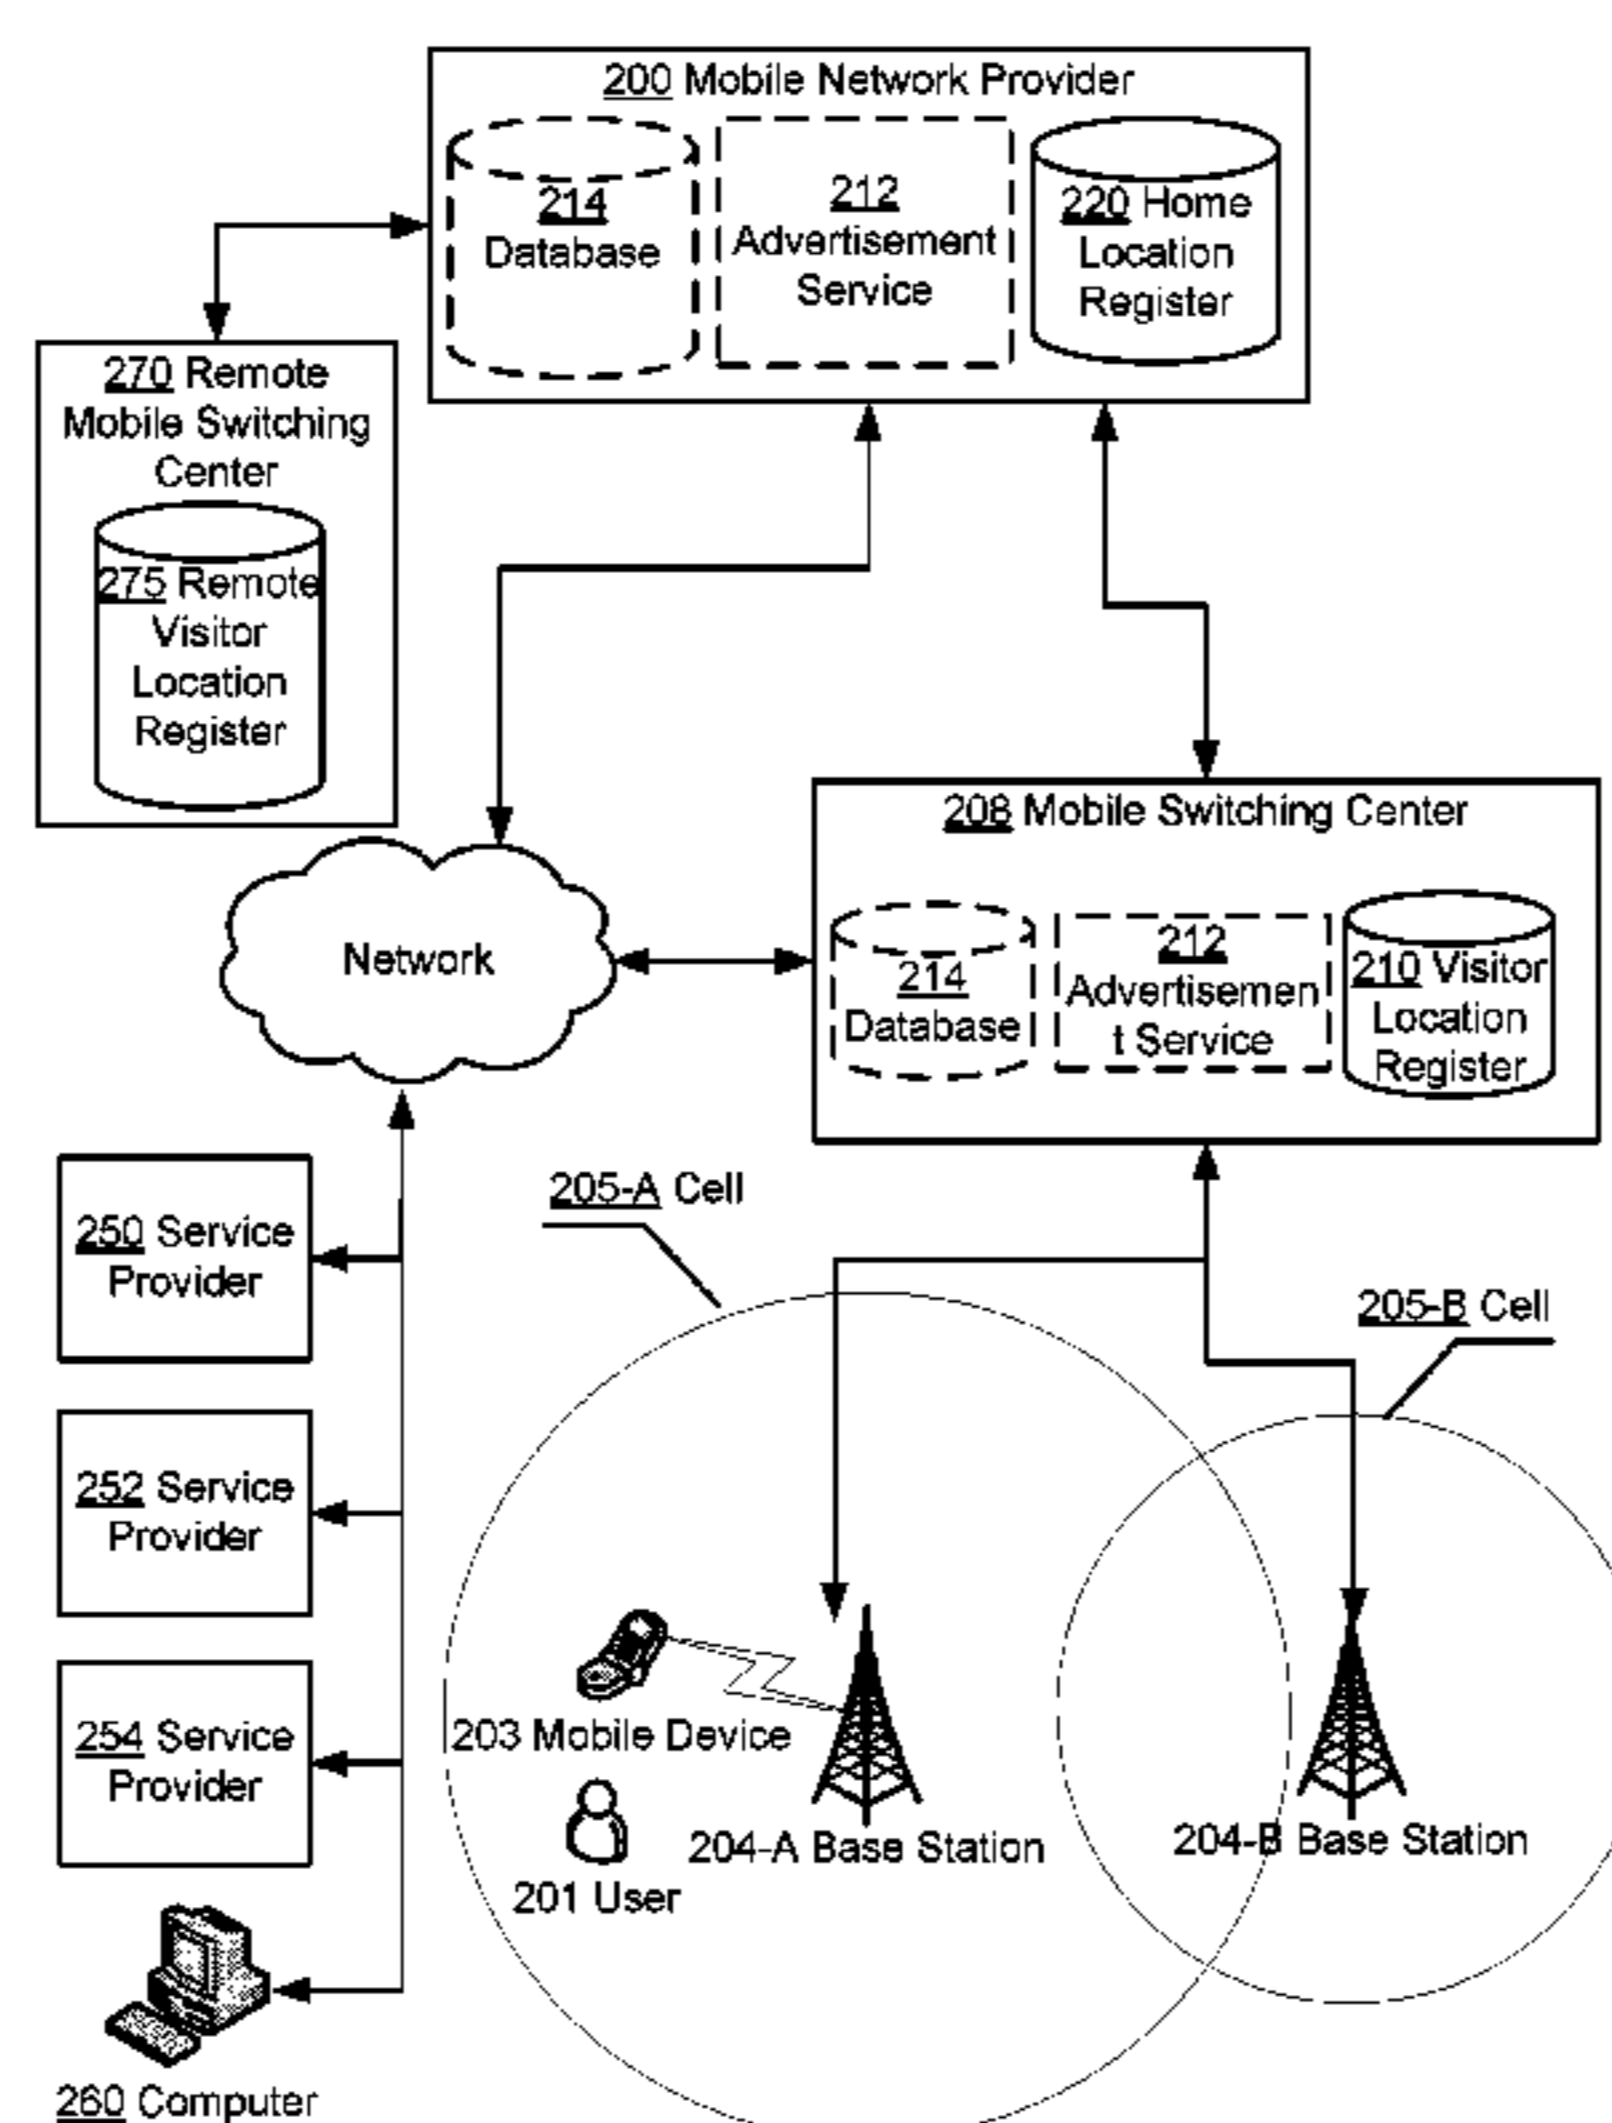 200 Mobile Network Provider
214
Database
212
Advertisement
Service
220 Home
Location
Register
270 Remote
Mobile Switching
Center
275 Remote
Visitor
Location
Register
208 Mobile Switching Center
Network
214
Database
212
Advertisemen
t Service
210 Visitor
Location
Register
205-A Cell
250 Service
Provider
205-B Cell
252 Service
Provider
254 Service
Provider
203 Mobile Device
204-A Base Station
204-B Base Station
201 User
260 Computer